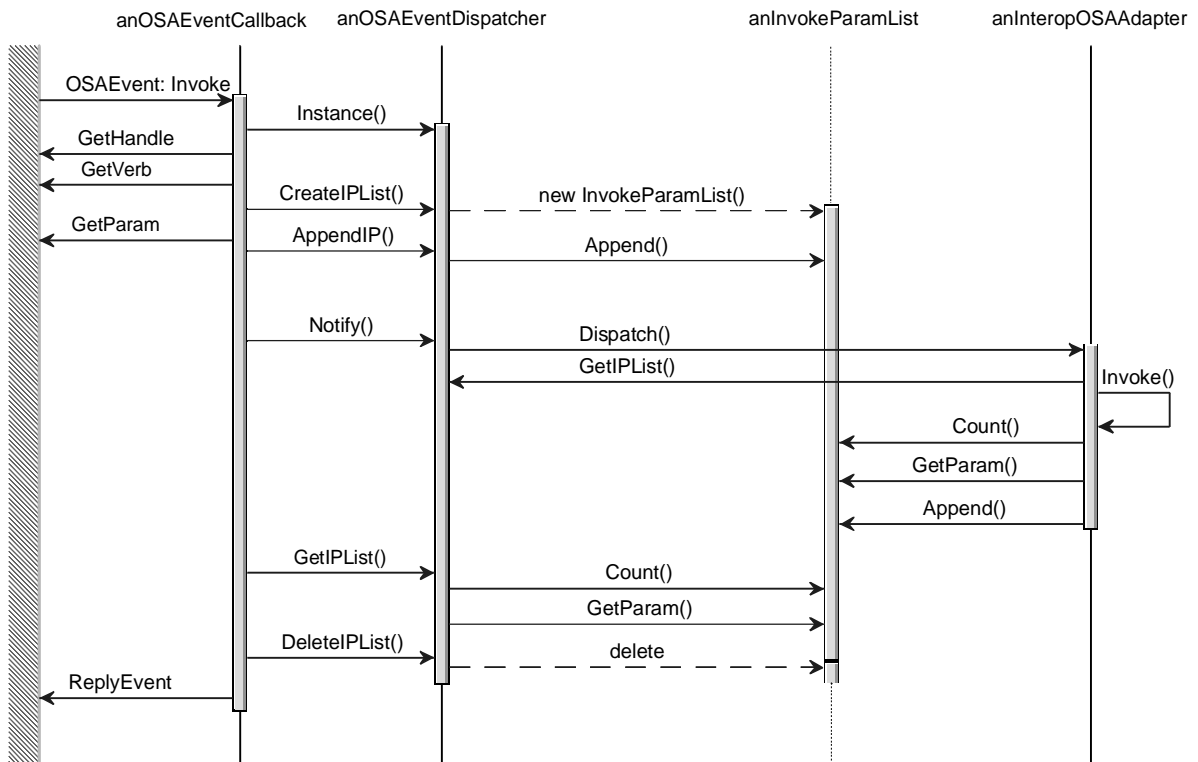 anOSAEventCallback
anOSAEventDispatcher
anInvokeParamList
anInteropOSAAdapter
OSAEvent: Invoke
Instance()
GetHandle
GetVerb
CreateIPList()
new InvokeParamList()
GetParam
AppendIP()
Append()
Notify()
Dispatch()
GetIPList()
Invoke()
Count()
GetParam()
Append()
GetIPList()
Count()
GetParam()
DeleteIPList()
delete
ReplyEvent